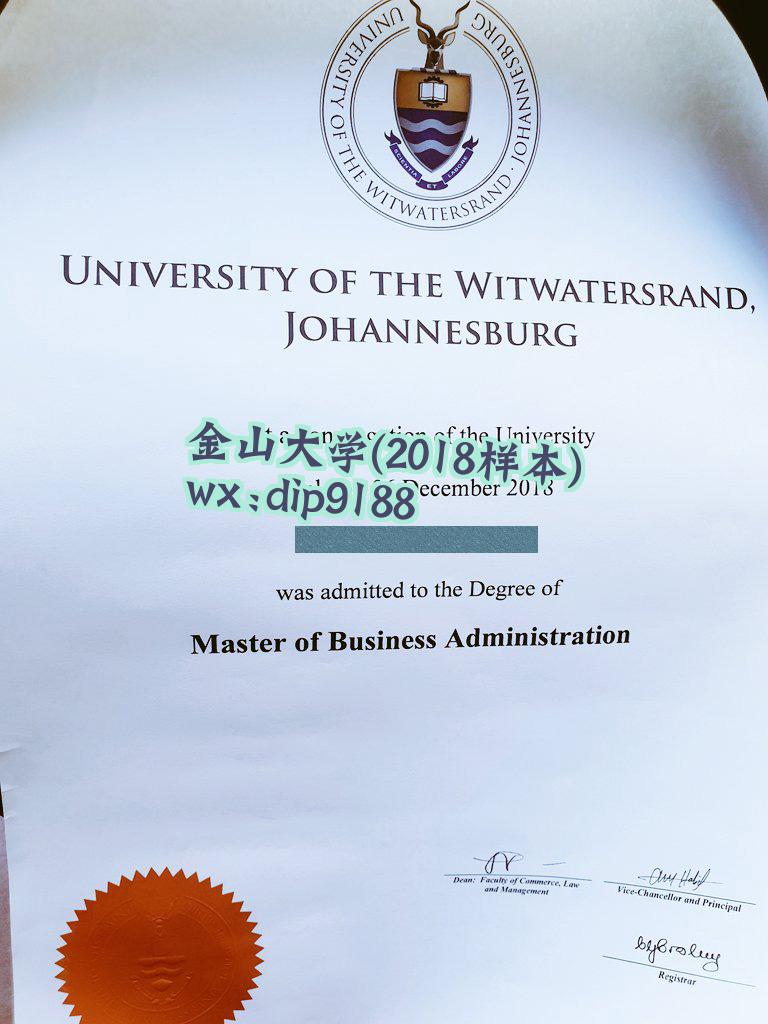 UNIVERSITY OF THE WITWATERSRAND · JOHANNESBURG
SCIENTIA ET LABORE
UNIVERSITY OF THE WITWATERSRAND,
JOHANNESBURG
of the University
金山大学(2018样本)
December 2018
wx:dip9188
was admitted to the Degree of
Master of Business Administration
Dean: Faculty of Commerce, Law
and Management
Vice-Chancellor and Principal
Registrar